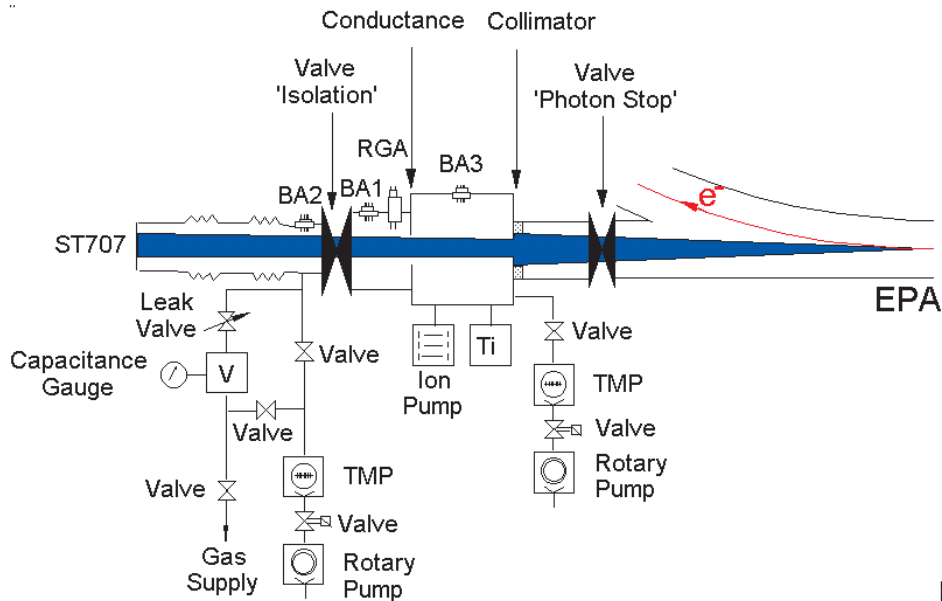 Conductance
Collimator
Valve
'Isolation'
Valve
'Photon Stop'
RGA
BA3
BA2
BA1
e-
ST707
EPA
Leak
Valve
Valve
Valve
Capacitance
Gauge
V
Ion
Pump
Ti
TMP
Valve
Valve
TMP
Valve
Rotary
Pump
Valve
Gas
Supply
Rotary
Pump